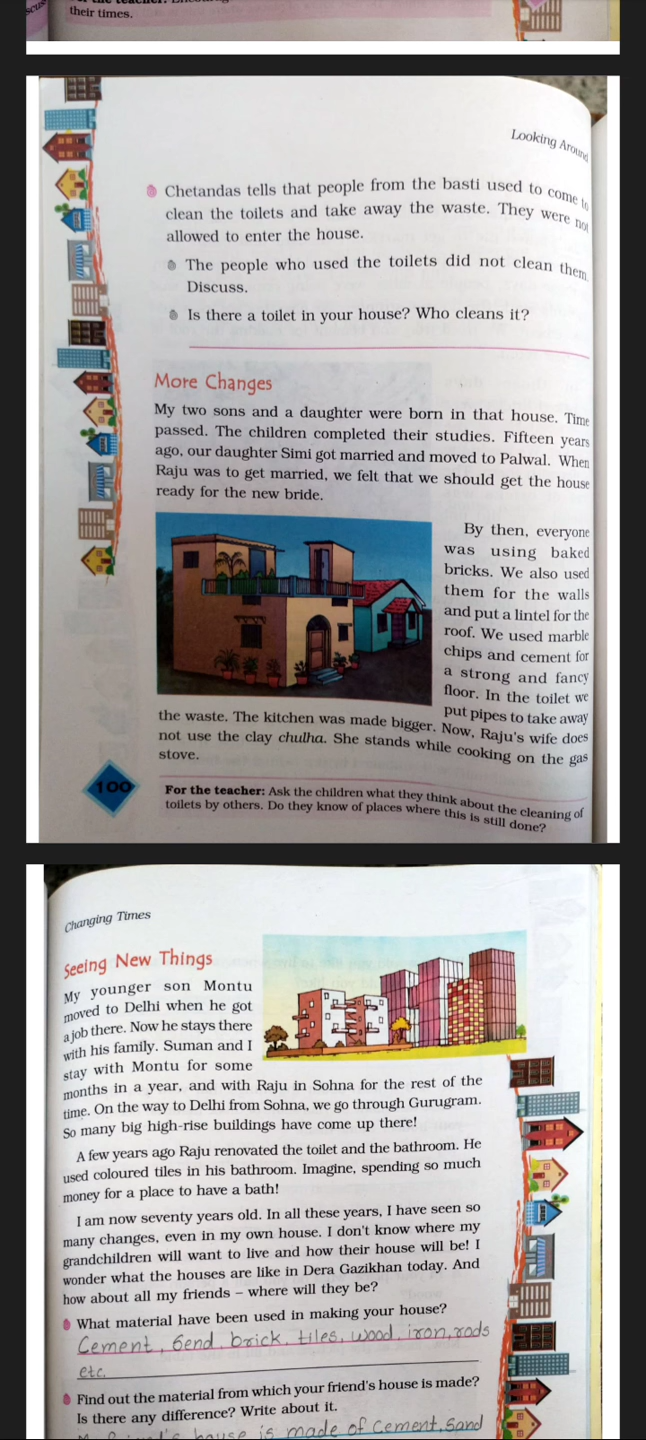 their times.
Looking Around
Chetandas tells that people from the basti used to come to
clean the toilets and take away the waste. They were not
allowed to enter the house.
The people who used the toilets did not clean them.
Discuss.
Is there a toilet in your house? Who cleans it?
More Changes
My two sons and a daughter were born in that house. Time
passed. The children completed their studies. Fifteen years
ago, our daughter Simi got married and moved to Palwal. When
Raju was to get married, we felt that we should get the house
ready for the new bride.
By then, everyone
was using baked
bricks. We also used
them for the walls
and put a lintel for the
roof. We used marble
chips and cement for
a strong and fancy
floor. In the toilet we
put pipes to take away
the waste. The kitchen was made bigger. Now, Raju's wife does
not use the clay chulha. She stands while cooking on the gas
stove.
100
For the teacher: Ask the children what they think about the cleaning of
toilets by others. Do they know of places where this is still done?
Changing Times
Seeing New Things
My younger son Montu
moved to Delhi when he got
a job there. Now he stays there
with his family. Suman and I
stay with Montu for some
months in a year, and with Raju in Sohna for the rest of the
time. On the way to Delhi from Sohna, we go through Gurugram.
So many big high-rise buildings have come up there!
A few years ago Raju renovated the toilet and the bathroom. He
used coloured tiles in his bathroom. Imagine, spending so much
money for a place to have a bath!
I am now seventy years old. In all these years, I have seen so
many changes, even in my own house. I don't know where my
grandchildren will want to live and how their house will be! I
wonder what the houses are like in Dera Gazikhan today. And
how about all my friends – where will they be?
What material have been used in making your house?
Cement, send, brick, tiles, wood, iron, rods
etc.
Find out the material from which your friend's house is made?
Is there any difference? Write about it.
house is made of Cement, Sand